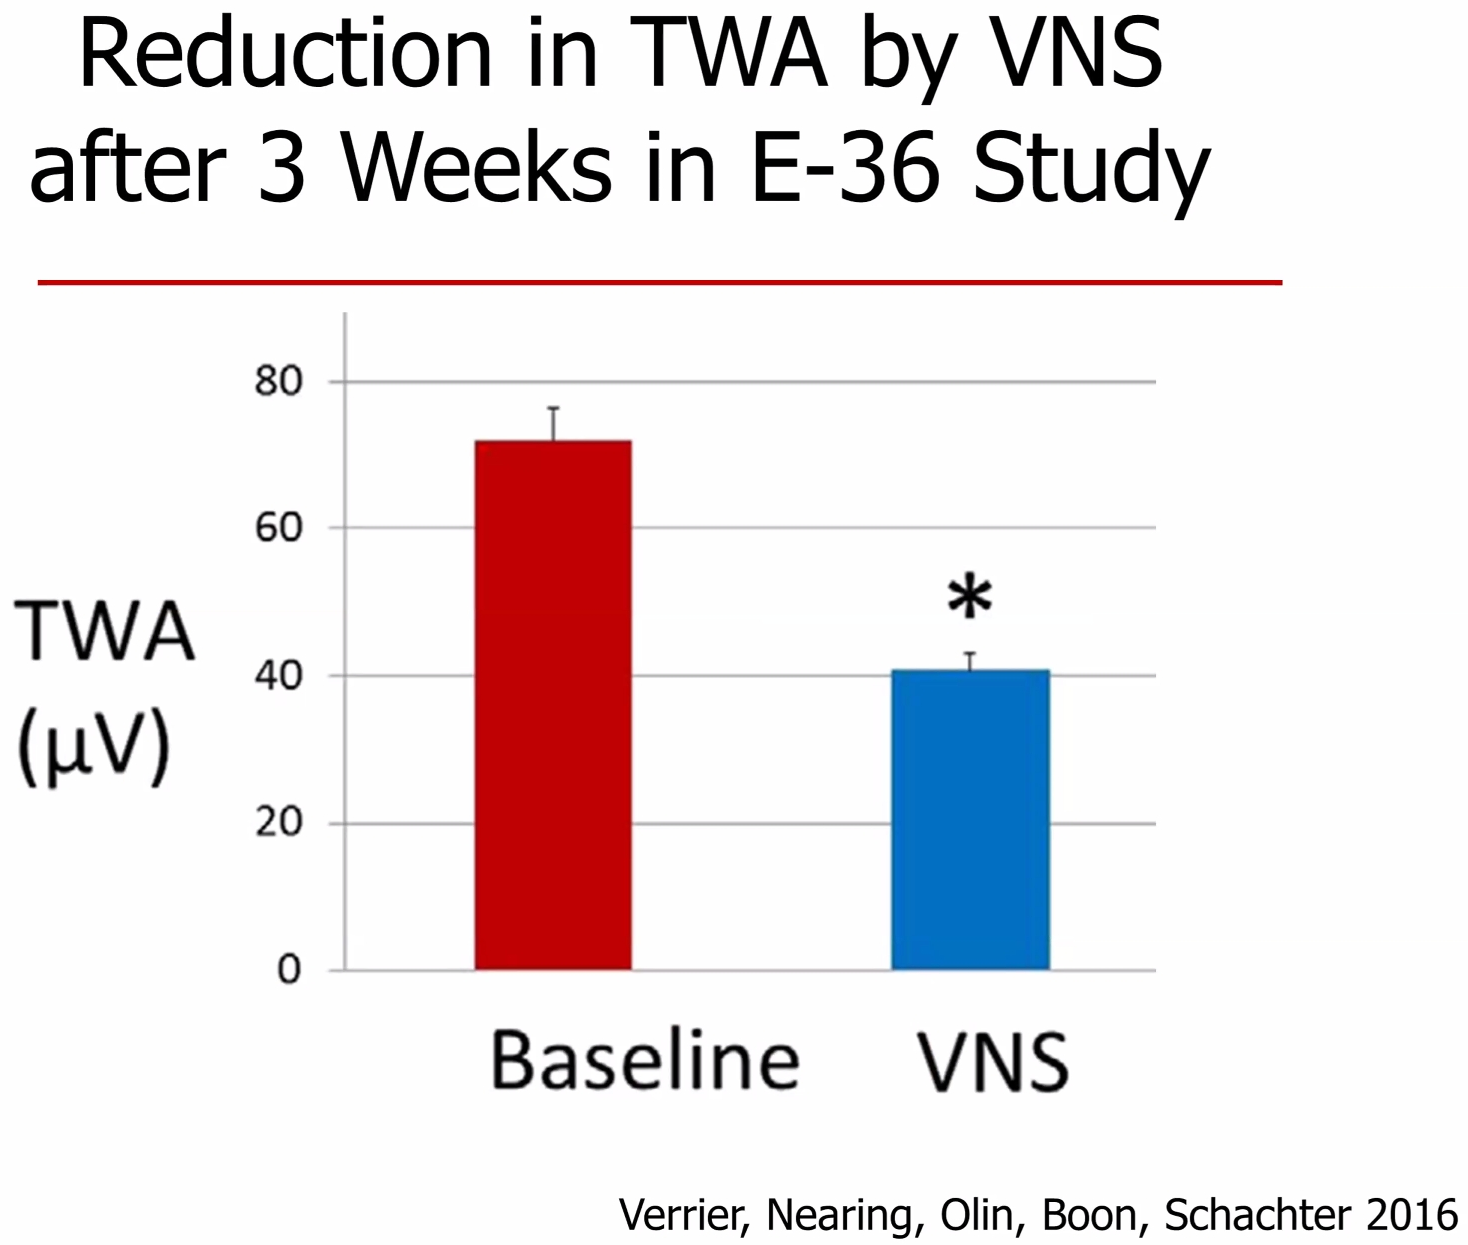 Reduction in TWA by VNS
after 3 Weeks in E-36 Study
80
60
*
TWA
40
(µV)
20
0
Baseline VNS
Verrier, Nearing, Olin, Boon, Schachter 2016